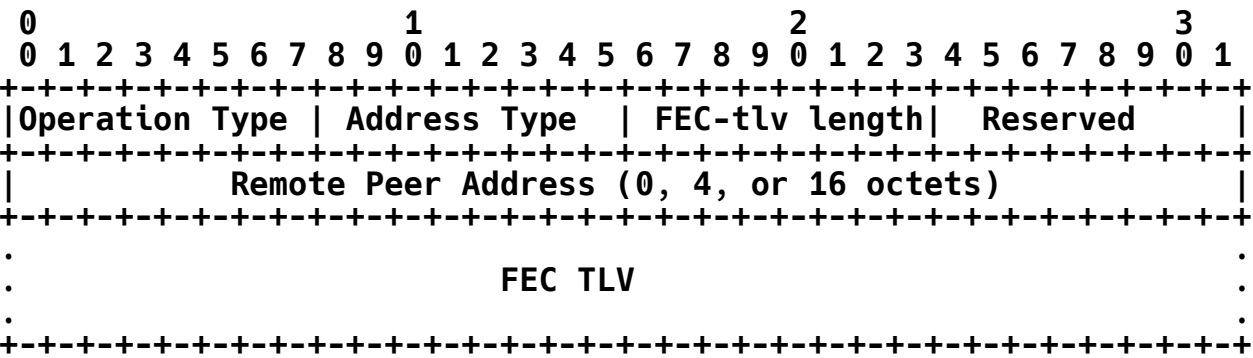 0                   1                   2                   3
 0 1 2 3 4 5 6 7 8 9 0 1 2 3 4 5 6 7 8 9 0 1 2 3 4 5 6 7 8 9 0 1
+-+-+-+-+-+-+-+-+-+-+-+-+-+-+-+-+-+-+-+-+-+-+-+-+-+-+-+-+-+-+-+-+
|Operation Type | Address Type  | FEC-tlv length|  Reserved     |
+-+-+-+-+-+-+-+-+-+-+-+-+-+-+-+-+-+-+-+-+-+-+-+-+-+-+-+-+-+-+-+-+
|           Remote Peer Address (0, 4, or 16 octets)            |
+-+-+-+-+-+-+-+-+-+-+-+-+-+-+-+-+-+-+-+-+-+-+-+-+-+-+-+-+-+-+-+-+
.                                                               .
.                         FEC TLV                               .
.                                                               .
+-+-+-+-+-+-+-+-+-+-+-+-+-+-+-+-+-+-+-+-+-+-+-+-+-+-+-+-+-+-+-+-+